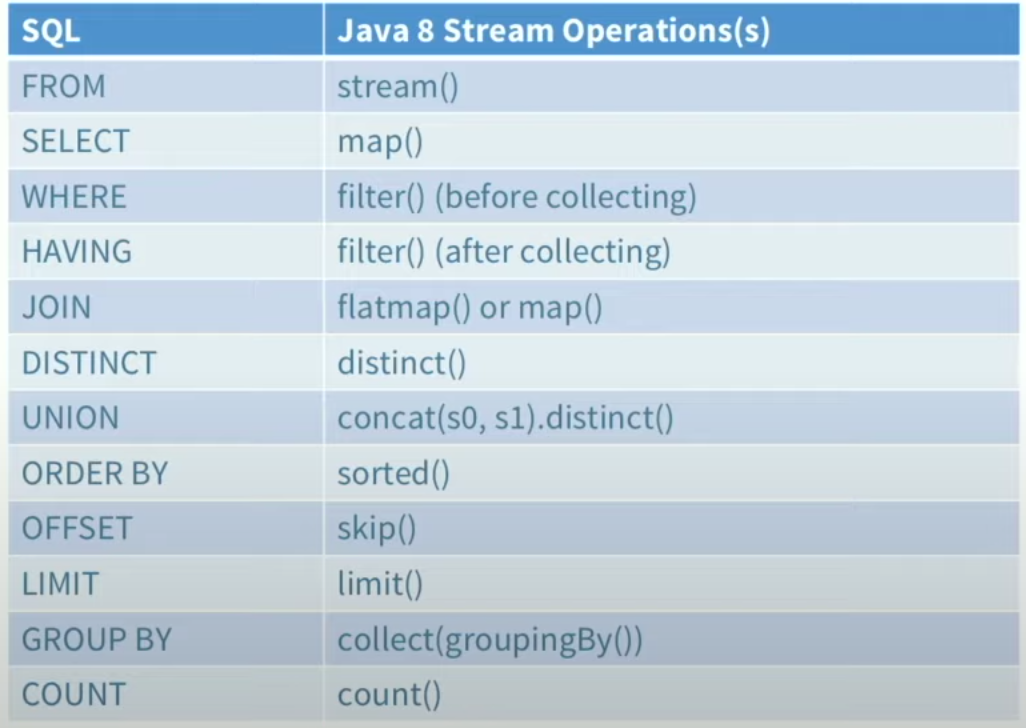 SQL Java 8 Stream Operations(s)
FROM stream()
SELECT map()
WHERE filter() (before collecting)
HAVING filter() (after collecting)
JOIN flatmap() or map()
DISTINCT distinct()
UNION concat(s0, s1).distinct()
ORDER BY sorted()
OFFSET skip()
LIMIT limit()
GROUP BY collect(groupingBy())
COUNT count()